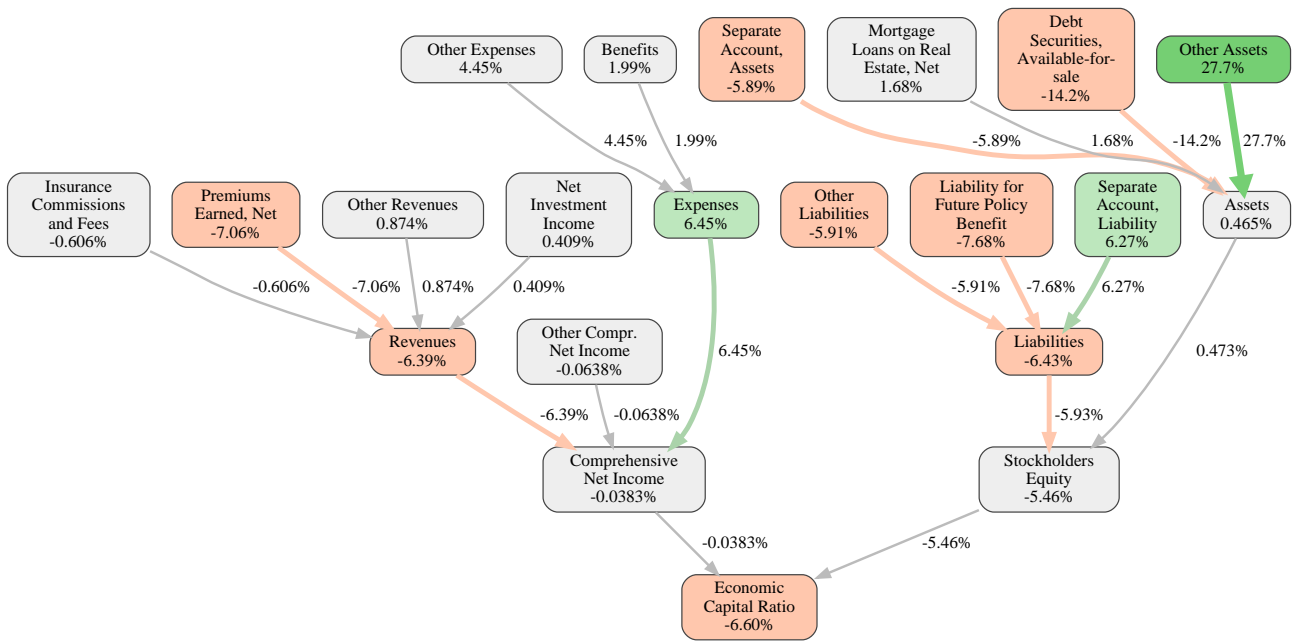 Other Expenses
4.45%
Benefits
1.99%
Separate
Account,
Assets
-5.89%
Mortgage
Loans on Real
Estate, Net
1.68%
Debt
Securities,
Available-for-
sale
-14.2%
Other Assets
27.7%
4.45%
1.99%
-5.89%
1.68%
-14.2%
27.7%
Insurance
Commissions
and Fees
-0.606%
Premiums
Earned, Net
-7.06%
Other Revenues
0.874%
Net
Investment
Income
0.409%
Expenses
6.45%
Other
Liabilities
-5.91%
Liability for
Future Policy
Benefit
-7.68%
Separate
Account,
Liability
6.27%
Assets
0.465%
-0.606%
-7.06%
0.874%
0.409%
-5.91%
-7.68%
6.27%
Revenues
-6.39%
Other Compr.
Net Income
-0.0638%
6.45%
Liabilities
-6.43%
0.473%
-6.39%
-0.0638%
-5.93%
Comprehensive
Net Income
-0.0383%
Stockholders
Equity
-5.46%
-0.0383%
-5.46%
Economic
Capital Ratio
-6.60%